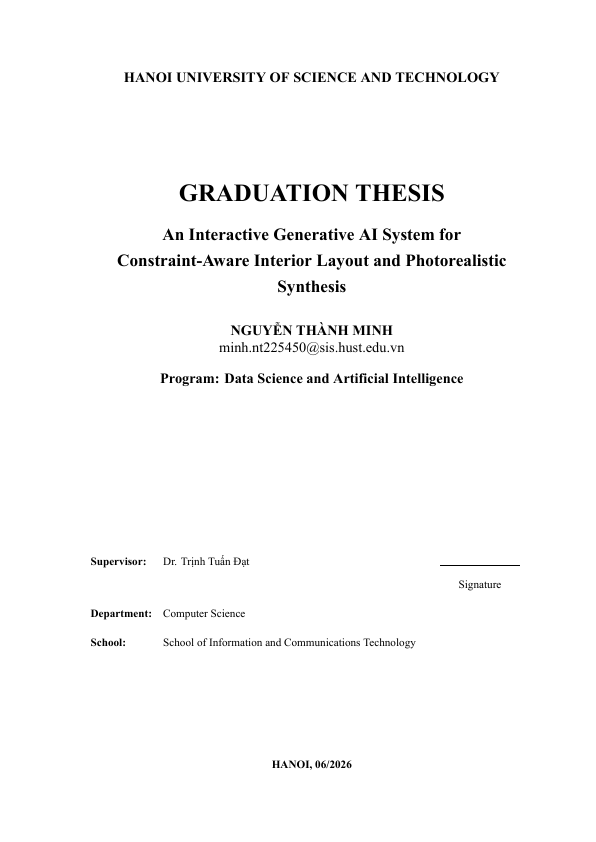 HANOI UNIVERSITY OF SCIENCE AND TECHNOLOGY
GRADUATION THESIS
An Interactive Generative AI System for
Constraint-Aware Interior Layout and Photorealistic
Synthesis
NGUYỄN THÀNH MINH
minh.nt225450@sis.hust.edu.vn
Program: Data Science and Artificial Intelligence
Supervisor: Dr. Trịnh Tuấn Đạt
Signature
Department: Computer Science
School: School of Information and Communications Technology
HANOI, 06/2026